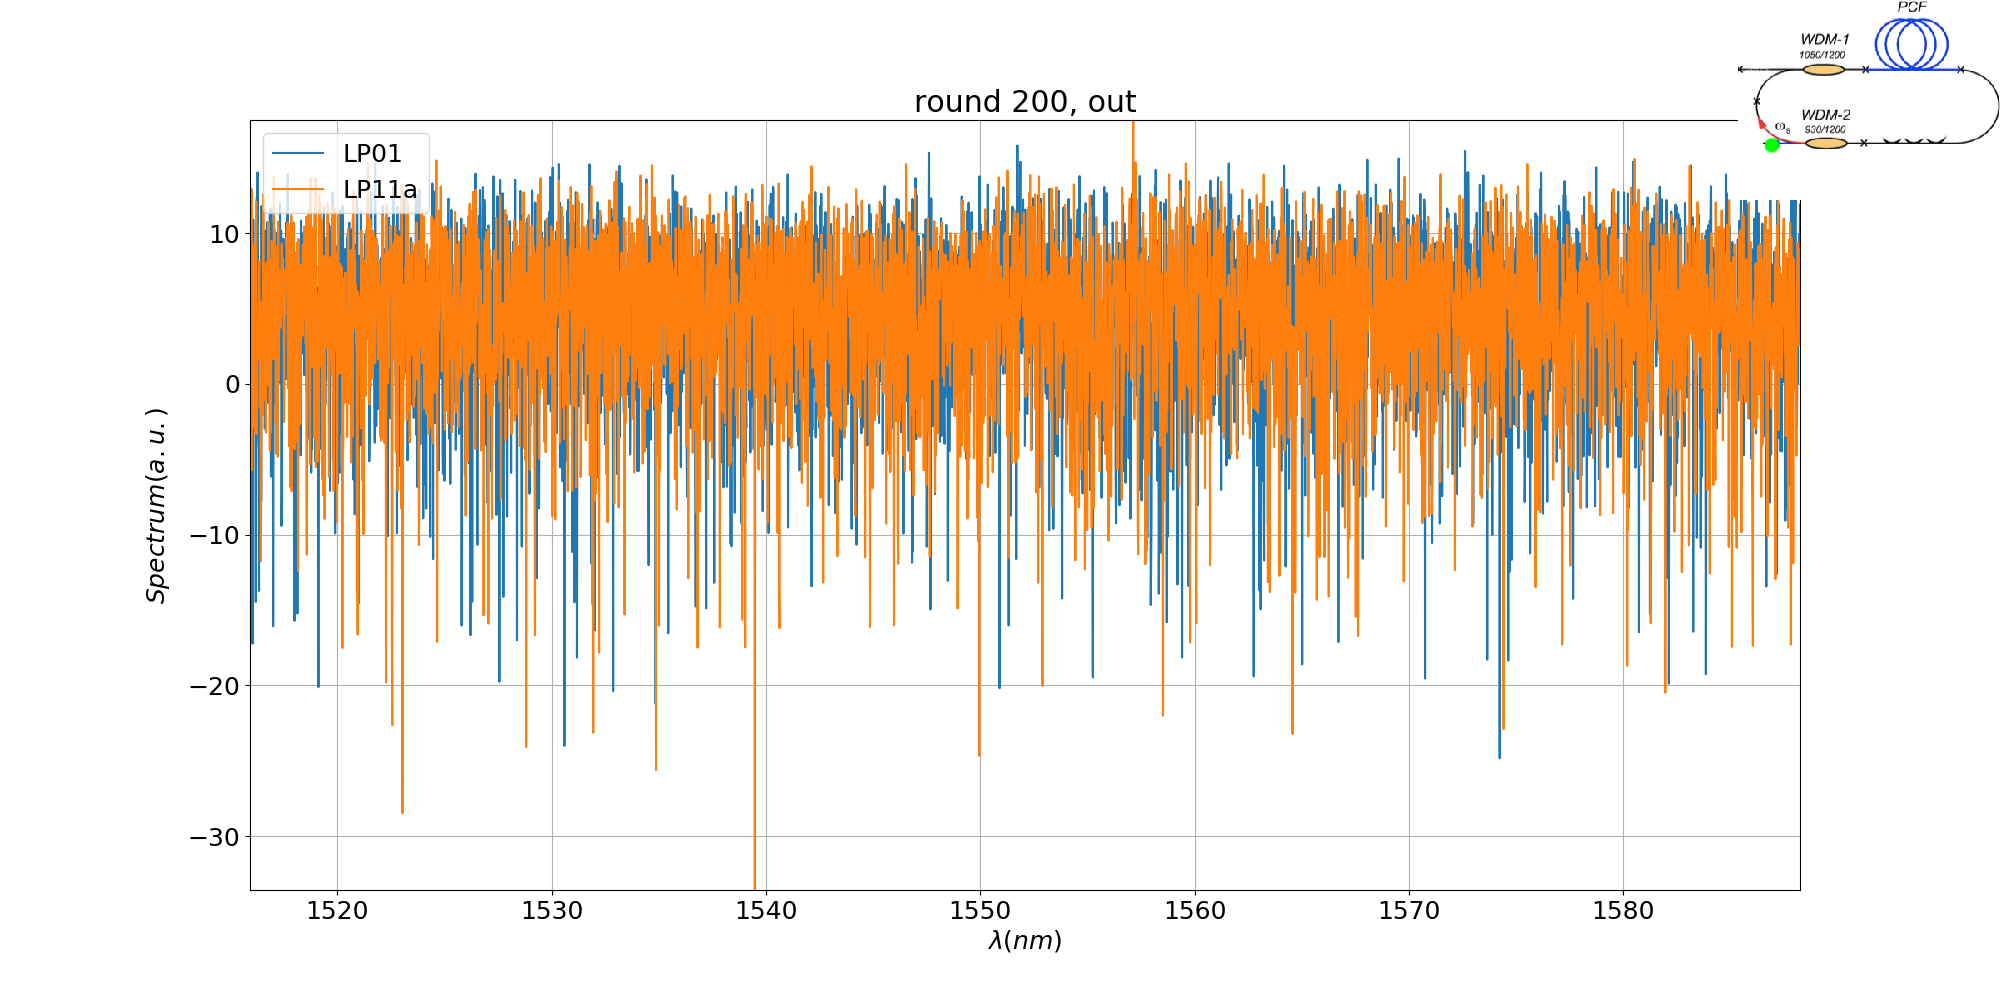 PCF
WDM-1
1050/1200
round 200, out
WDM-2
930/1200
ωs
LP01
LP11a
10
0
−10
−20
−30
Spectrum(a. u. )
1520 1530 1540 1550 1560 1570 1580
λ(nm)